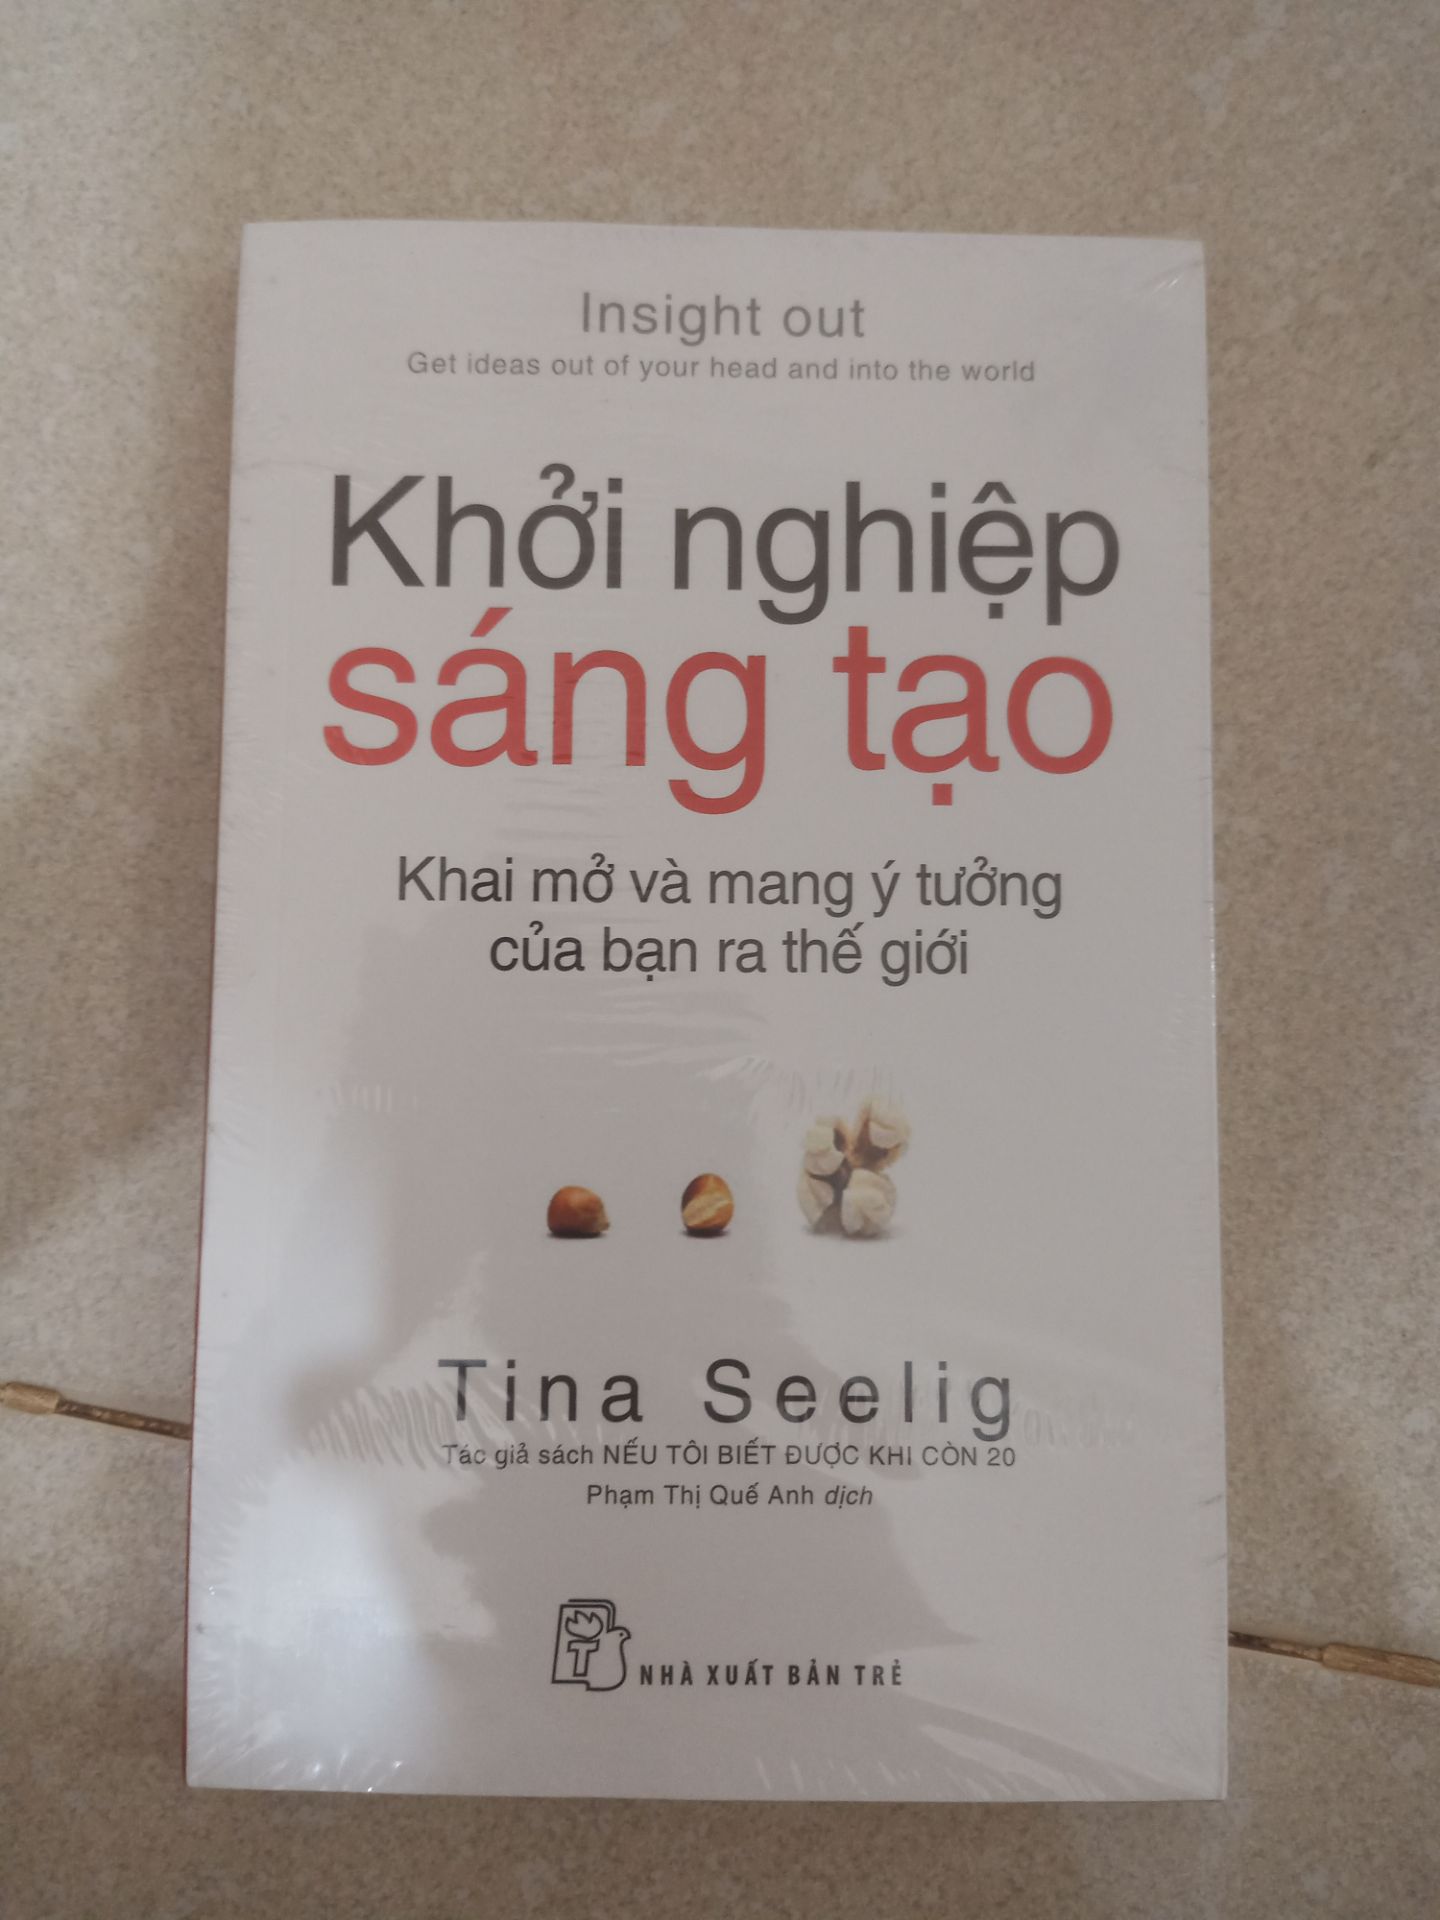 Insight out
Get ideas out of your head and into the world
Khởi nghiệp
sáng tạo
Khai mở và mang ý tưởng
của bạn ra thế giới
Tina Seelig
Tác giả sách NẾU TÔI BIẾT ĐƯỢC KHI CÒN 20
Phạm Thị Quế Anh dịch
T
NHÀ XUẤT BẢN TRẺ